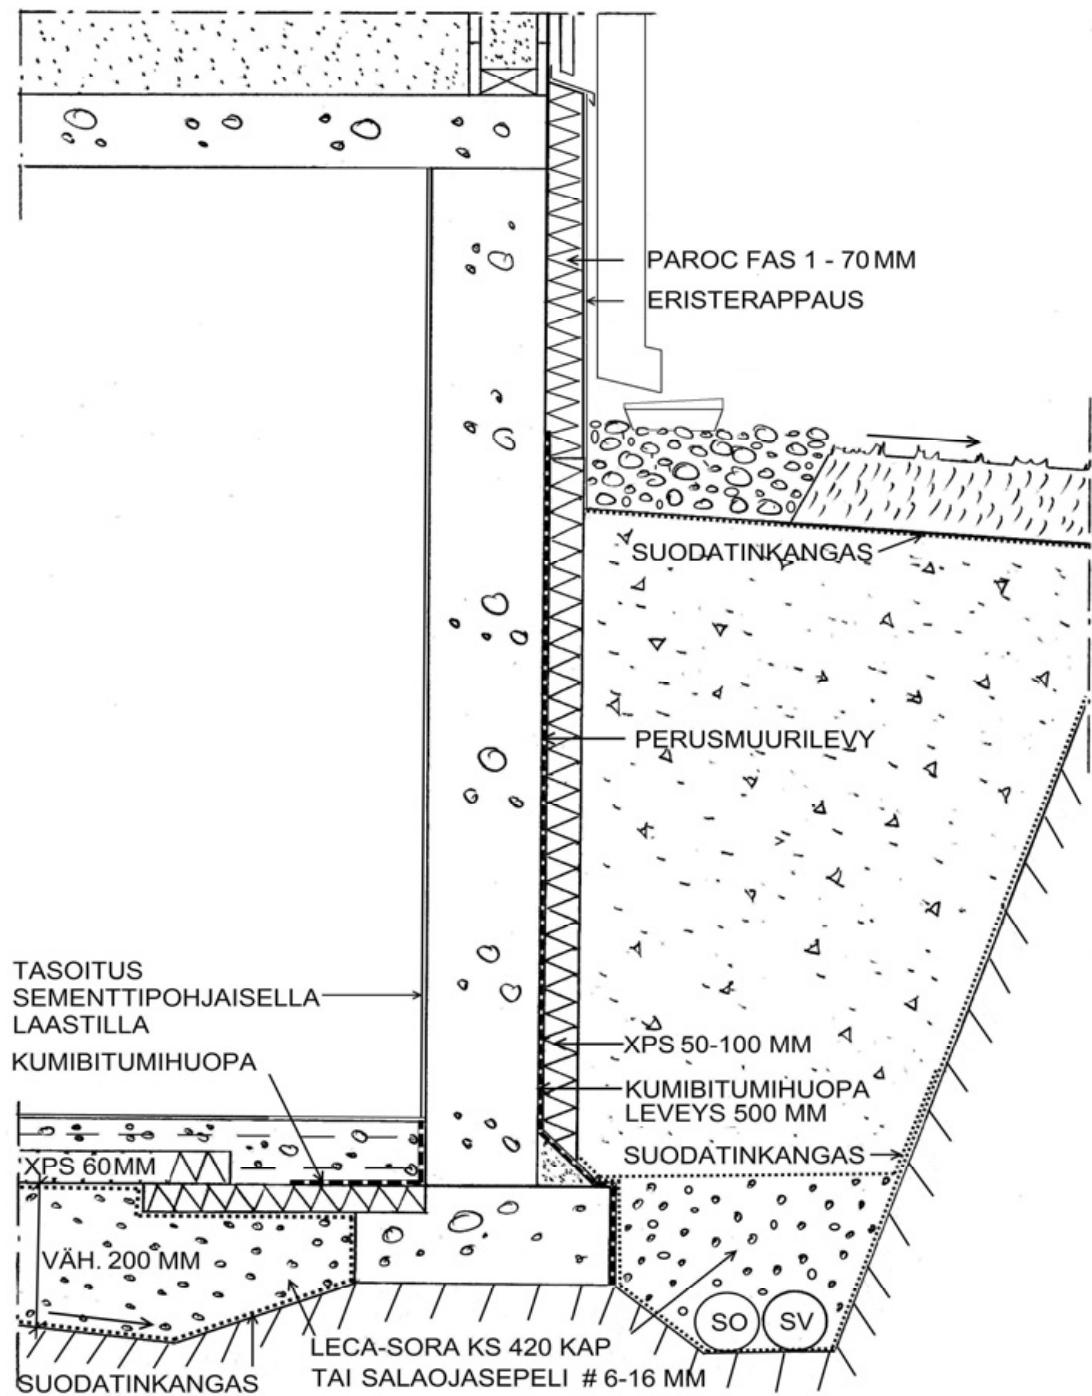 PAROC FAS 1 - 70 MM
ERISTERAPPAUS
SUODATINKANGAS
PERUSMUURILEVY
TASOITUS
SEMENTTIPOHJAISELLA
LAASTILLA
KUMIBITUMIHUOPA
XPS 50-100 MM
KUMIBITUMIHUOPA
LEVEYS 500 MM
SUODATINKANGAS
XPS 60 MM
VÄH. 200 MM
SO
SV
LECA-SORA KS 420 KAP
TAI SALAOJASEPELI # 6-16 MM
SUODATINKANGAS